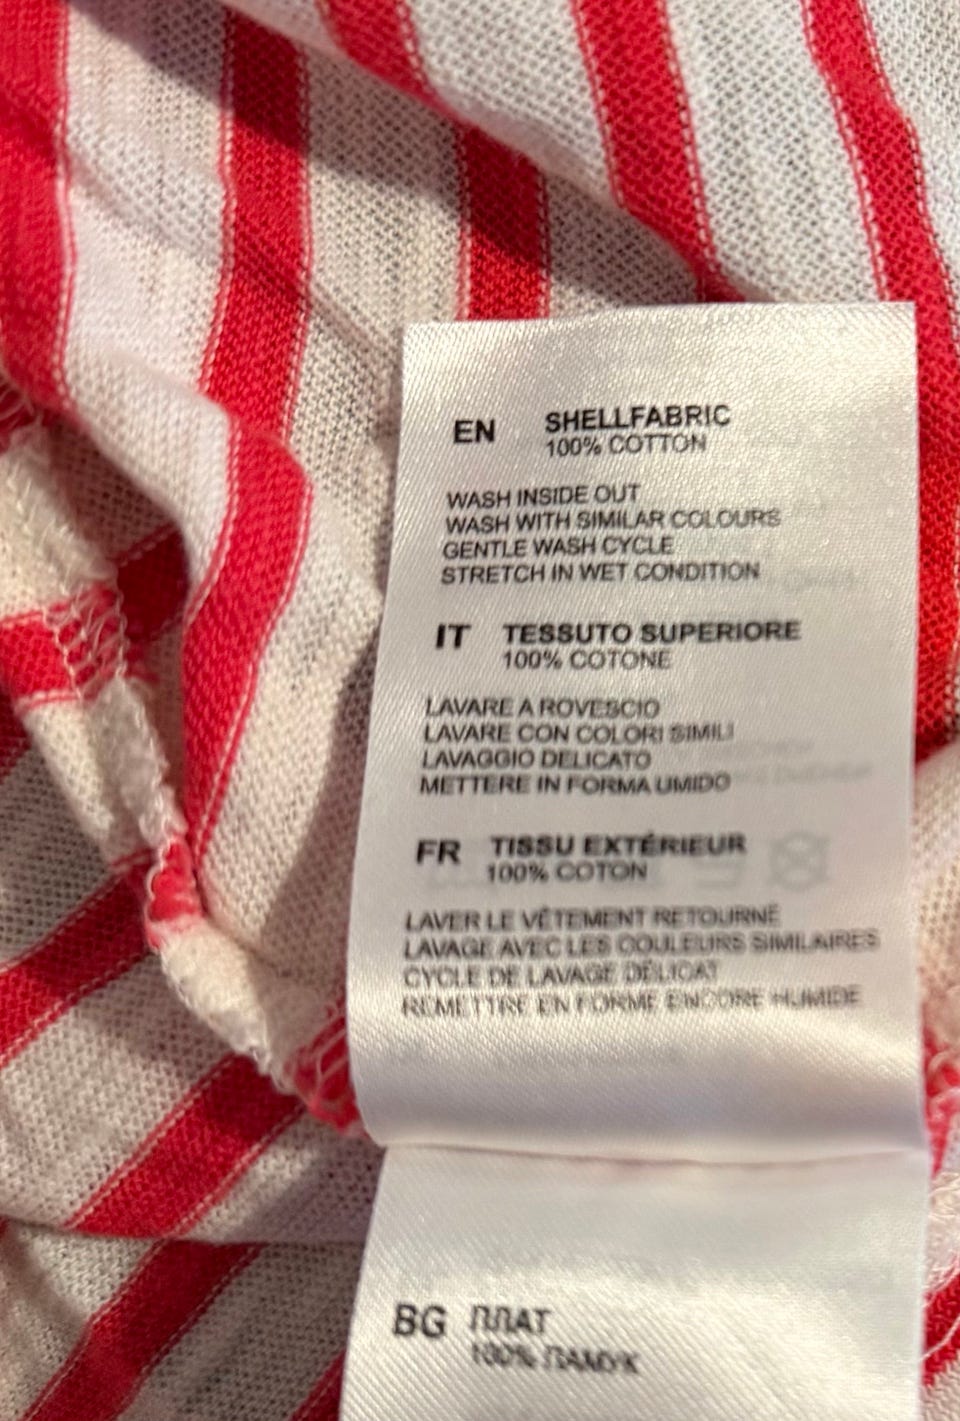 EN SHELLFABRIC
100% COTTON
WASH INSIDE OUT
WASH WITH SIMILAR COLOURS
GENTLE WASH CYCLE
STRETCH IN WET CONDITION
IT TESSUTO SUPERIORE
100% COTONE
LAVARE A ROVESCIO
LAVARE CON COLORI SIMILI
LAVAGGIO DELICATO
METTERE IN FORMA UMIDO
FR TISSU EXTÉRIEUR
100% COTON
LAVER LE VÊTEMENT RETOURNÉ
LAVAGE AVEC LES COULEURS SIMILAIRES
CYCLE DE LAVAGE DÉLICAT
REMETTRE EN FORME ENCORE HUMIDE
BG ПЛАТ
100% ПАМУК